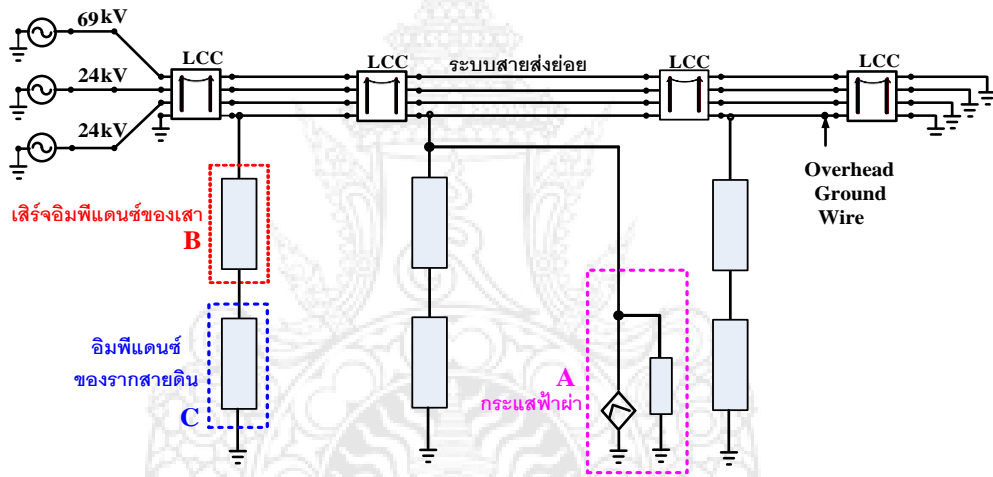 69kV
24kV
24kV
LCC
LCC
ระบบสายส่งย่อย
LCC
LCC
Overhead
Ground
Wire
เสิร์จอิมพีแดนซ์ของเสา
B
อิมพีแดนซ์
ของรากสายดิน
C
A
กระแสฟ้าผ่า